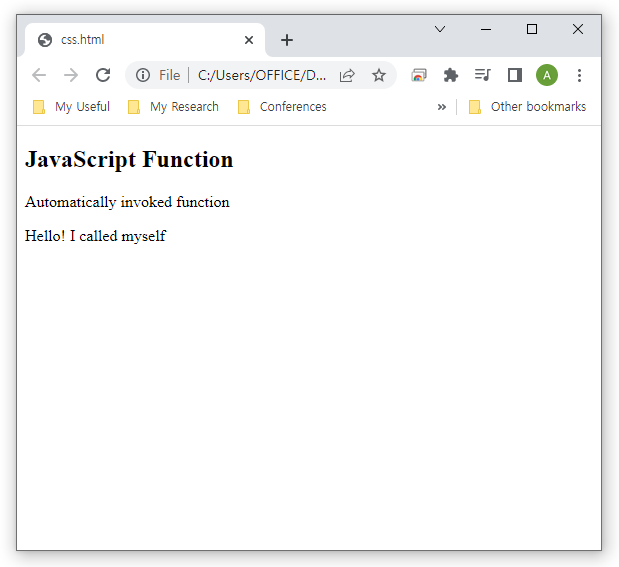 css.html
File
C:/Users/OFFICE/D...
A
My Useful
My Research
Conferences
»
Other bookmarks
JavaScript Function
Automatically invoked function
Hello! I called myself